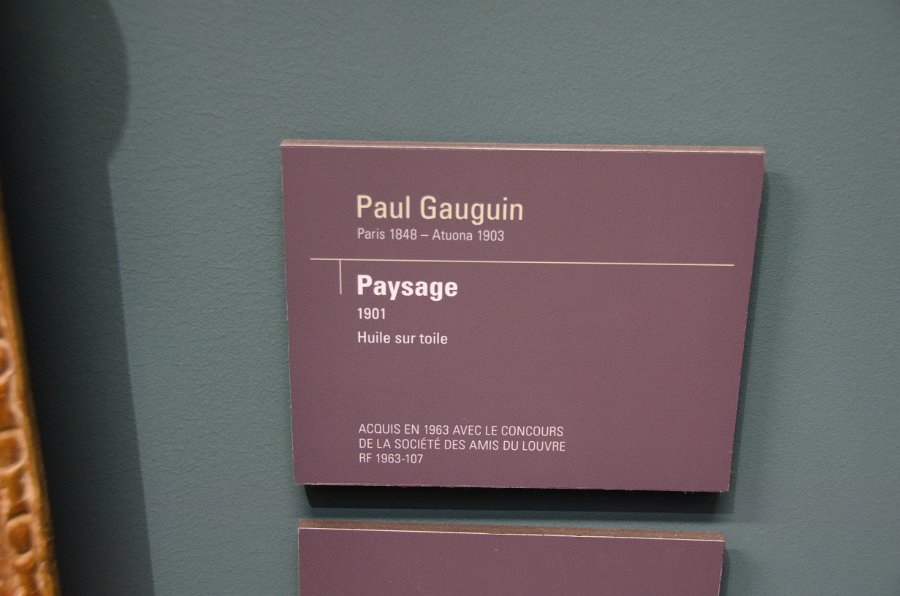 Paul Gauguin
Paris 1848 – Atuona 1903
Paysage
1901
Huile sur toile
ACQUIS EN 1963 AVEC LE CONCOURS
DE LA SOCIÉTÉ DES AMIS DU LOUVRE
RF 1963-107